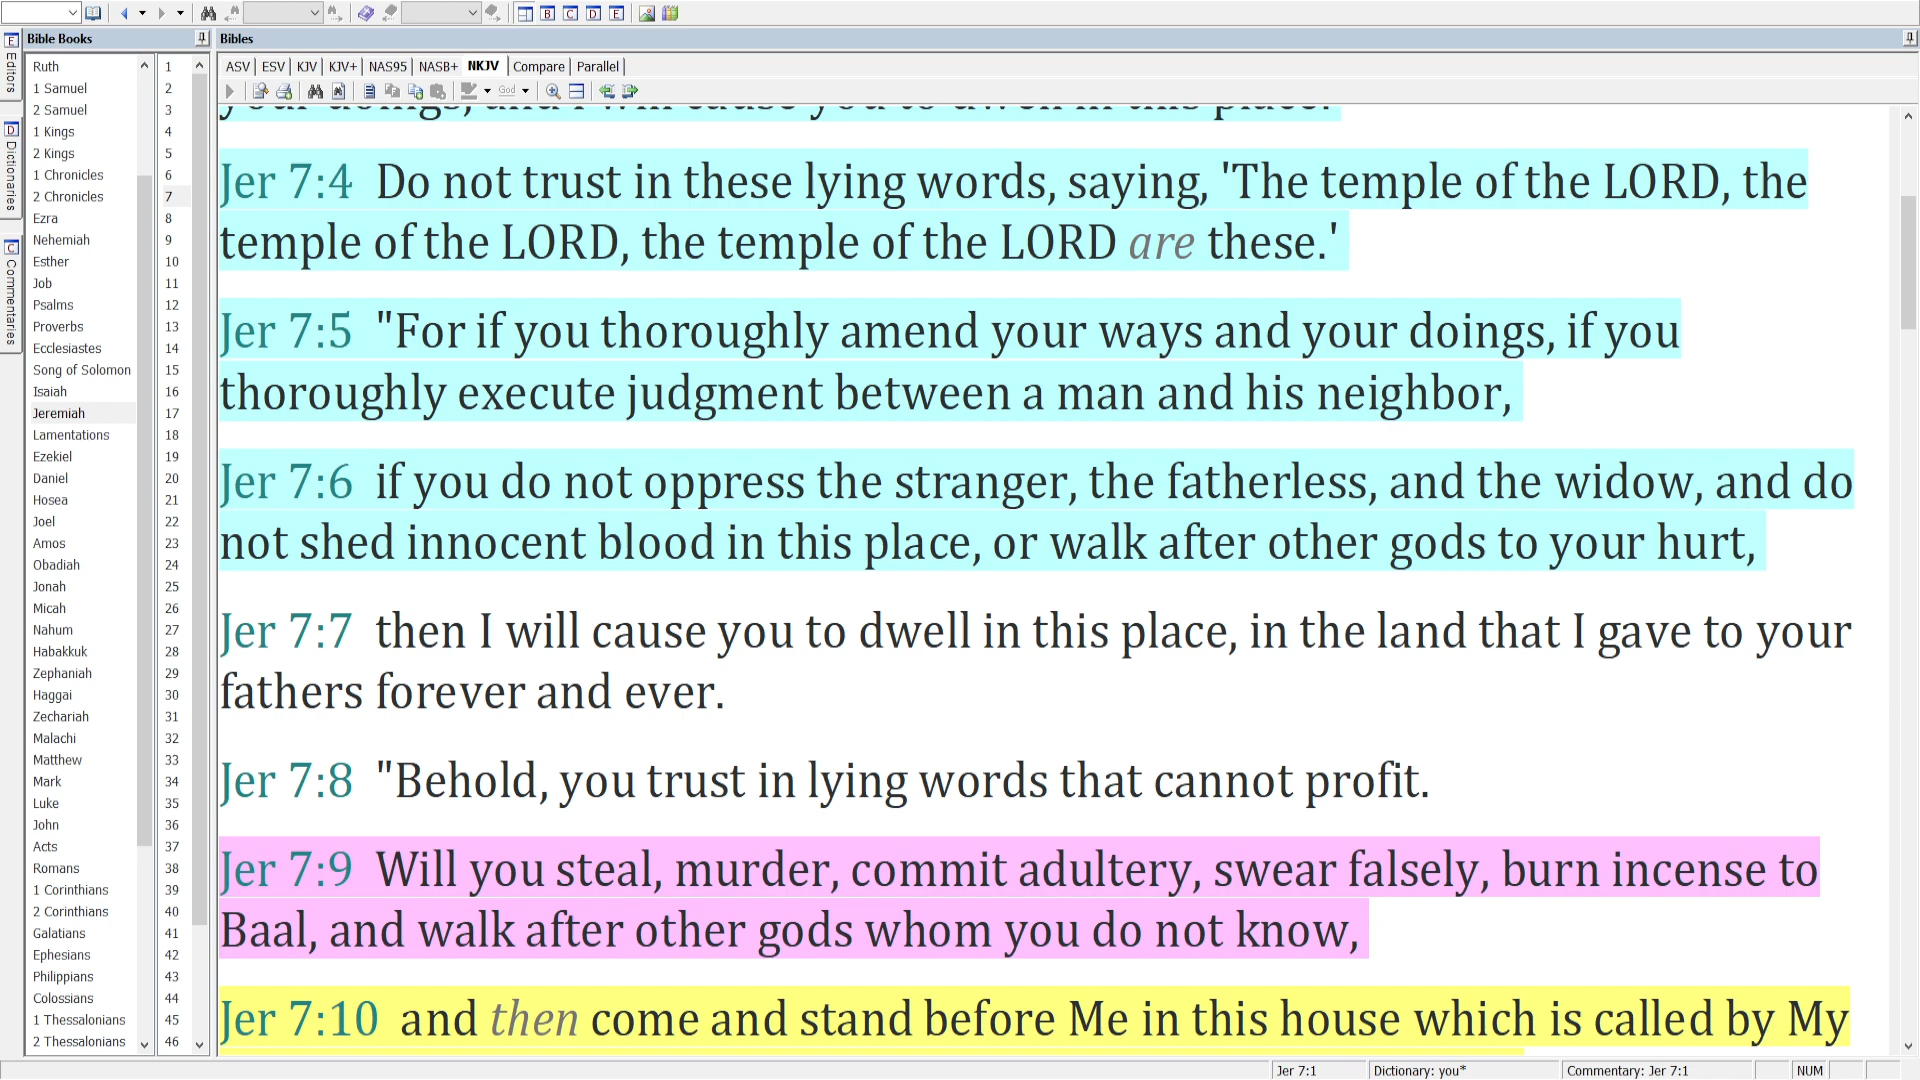 Bible Books
Bibles
Editors
Dictionaries
Commentaries
ASV ESV KJV KJV+ NAS95 NASB+ NKJV Compare Parallel
God
Ruth 1
1 Samuel 2
2 Samuel 3
1 Kings 4
2 Kings 5
1 Chronicles 6
2 Chronicles 7
Ezra 8
Nehemiah 9
Esther 10
Job 11
Psalms 12
Proverbs 13
Ecclesiastes 14
Song of Solomon 15
Isaiah 16
Jeremiah 17
Lamentations 18
Ezekiel 19
Daniel 20
Hosea 21
Joel 22
Amos 23
Obadiah 24
Jonah 25
Micah 26
Nahum 27
Habakkuk 28
Zephaniah 29
Haggai 30
Zechariah 31
Malachi 32
Matthew 33
Mark 34
Luke 35
John 36
Acts 37
Romans 38
1 Corinthians 39
2 Corinthians 40
Galatians 41
Ephesians 42
Philippians 43
Colossians 44
1 Thessalonians 45
2 Thessalonians 46
your doings, and I will cause you to dwell in this place.
Jer 7:4 Do not trust in these lying words, saying, 'The temple of the LORD, the
temple of the LORD, the temple of the LORD are these.'
Jer 7:5 "For if you thoroughly amend your ways and your doings, if you
thoroughly execute judgment between a man and his neighbor,
Jer 7:6 if you do not oppress the stranger, the fatherless, and the widow, and do
not shed innocent blood in this place, or walk after other gods to your hurt,
Jer 7:7 then I will cause you to dwell in this place, in the land that I gave to your
fathers forever and ever.
Jer 7:8 "Behold, you trust in lying words that cannot profit.
Jer 7:9 Will you steal, murder, commit adultery, swear falsely, burn incense to
Baal, and walk after other gods whom you do not know,
Jer 7:10 and then come and stand before Me in this house which is called by My
Jer 7:1 Dictionary: you* Commentary: Jer 7:1 NUM